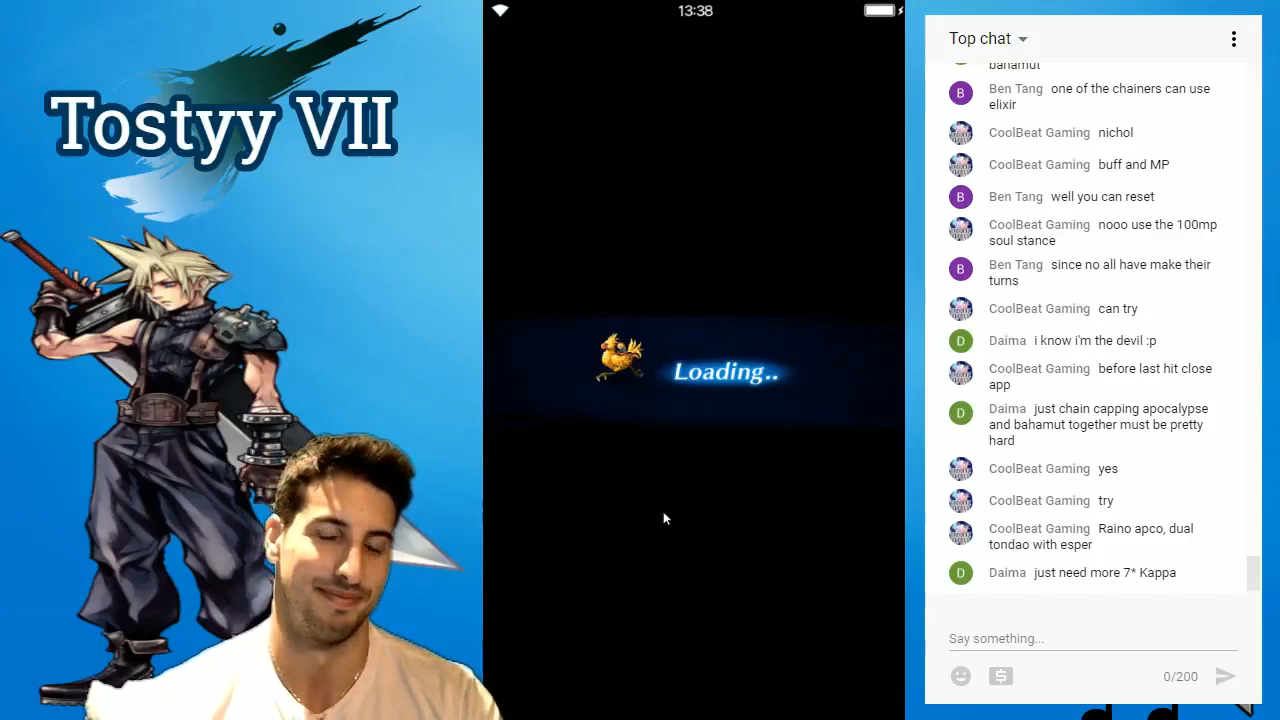 Tostyy VII
13:38
Loading..
Top chat
bahamut
B Ben Tang one of the chainers can use
elixir
CoolBeat Gaming nichol
CoolBeat Gaming buff and MP
B Ben Tang well you can reset
CoolBeat Gaming nooo use the 100mp
soul stance
B Ben Tang since no all have make their
turns
CoolBeat Gaming can try
D Daima i know i'm the devil :p
CoolBeat Gaming before last hit close
app
D Daima just chain capping apocalypse
and bahamut together must be pretty
hard
CoolBeat Gaming yes
CoolBeat Gaming try
CoolBeat Gaming Raino apco, dual
tondao with esper
D Daima just need more 7* Kappa
Say something...
0/200